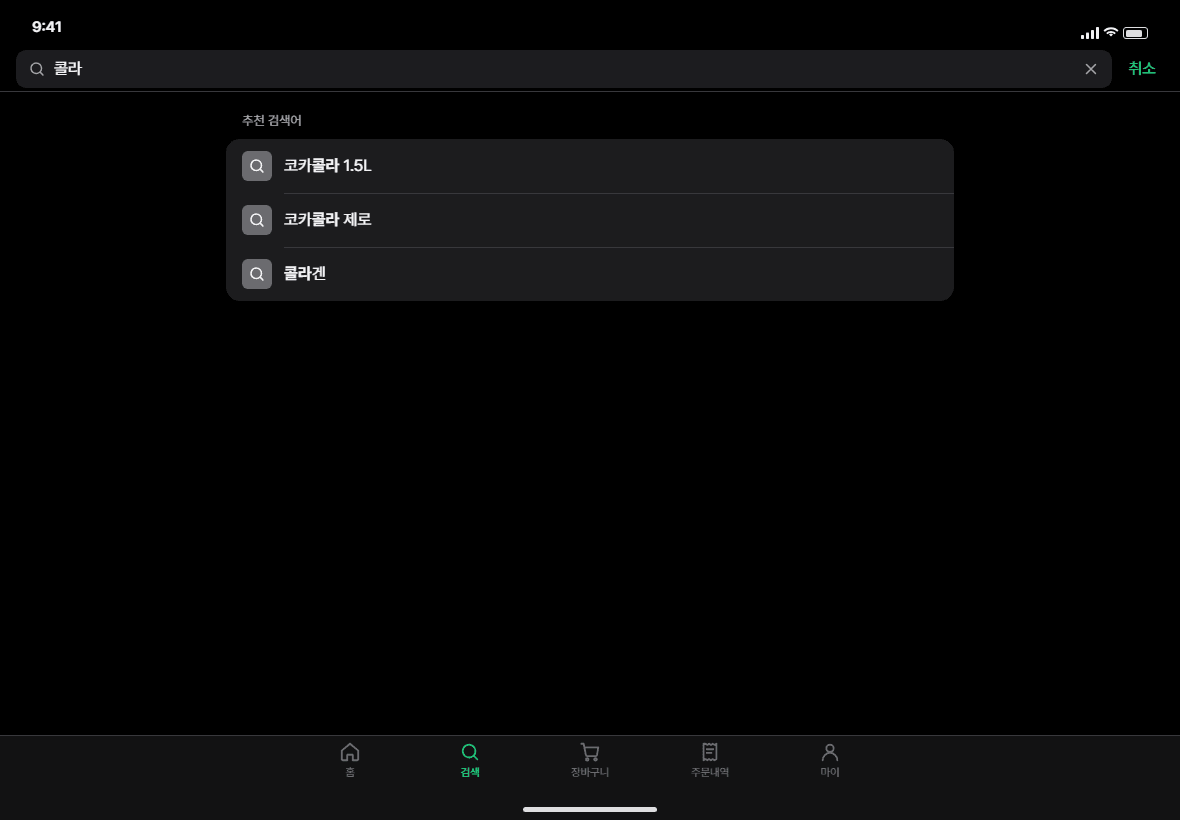 9:41
콜라
취소
추천 검색어
코카콜라 1.5L
코카콜라 제로
콜라겐
홈
검색
장바구니
주문내역
마이